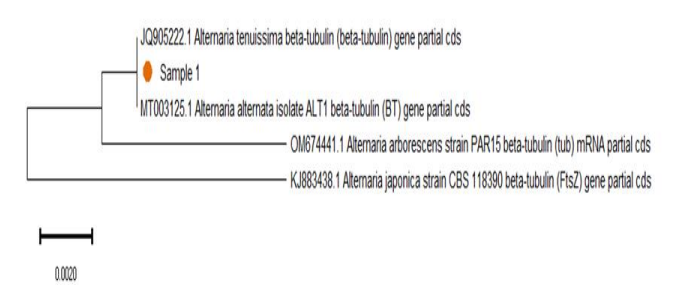 JQ905222.1 Alternaria tenuissima beta-tubulin (beta-tubulin) gene partial cds
Sample 1
MT003125.1 Alternaria alternata isolate ALT1 beta-tubulin (BT) gene partial cds
OM674441.1 Alternaria arborescens strain PAR15 beta-tubulin (tub) mRNA partial cds
KJ883438.1 Alternaria japonica strain CBS 118390 beta-tubulin (FtsZ) gene partial cds
0.0020